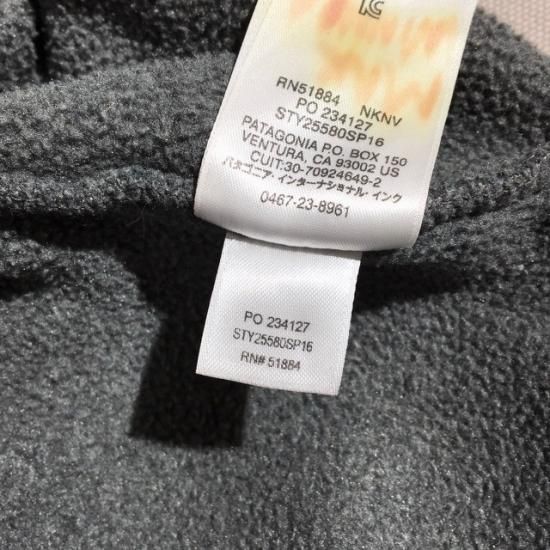 RN51884 NKNV
PO 234127
STY25580SP16
PATAGONIA P.O. BOX 150
VENTURA, CA 93002 US
CUIT:30-70924649-2
パタゴニア・インターナショナル・インク
0467-23-8961
PO 234127
STY25580SP16
RN# 51884